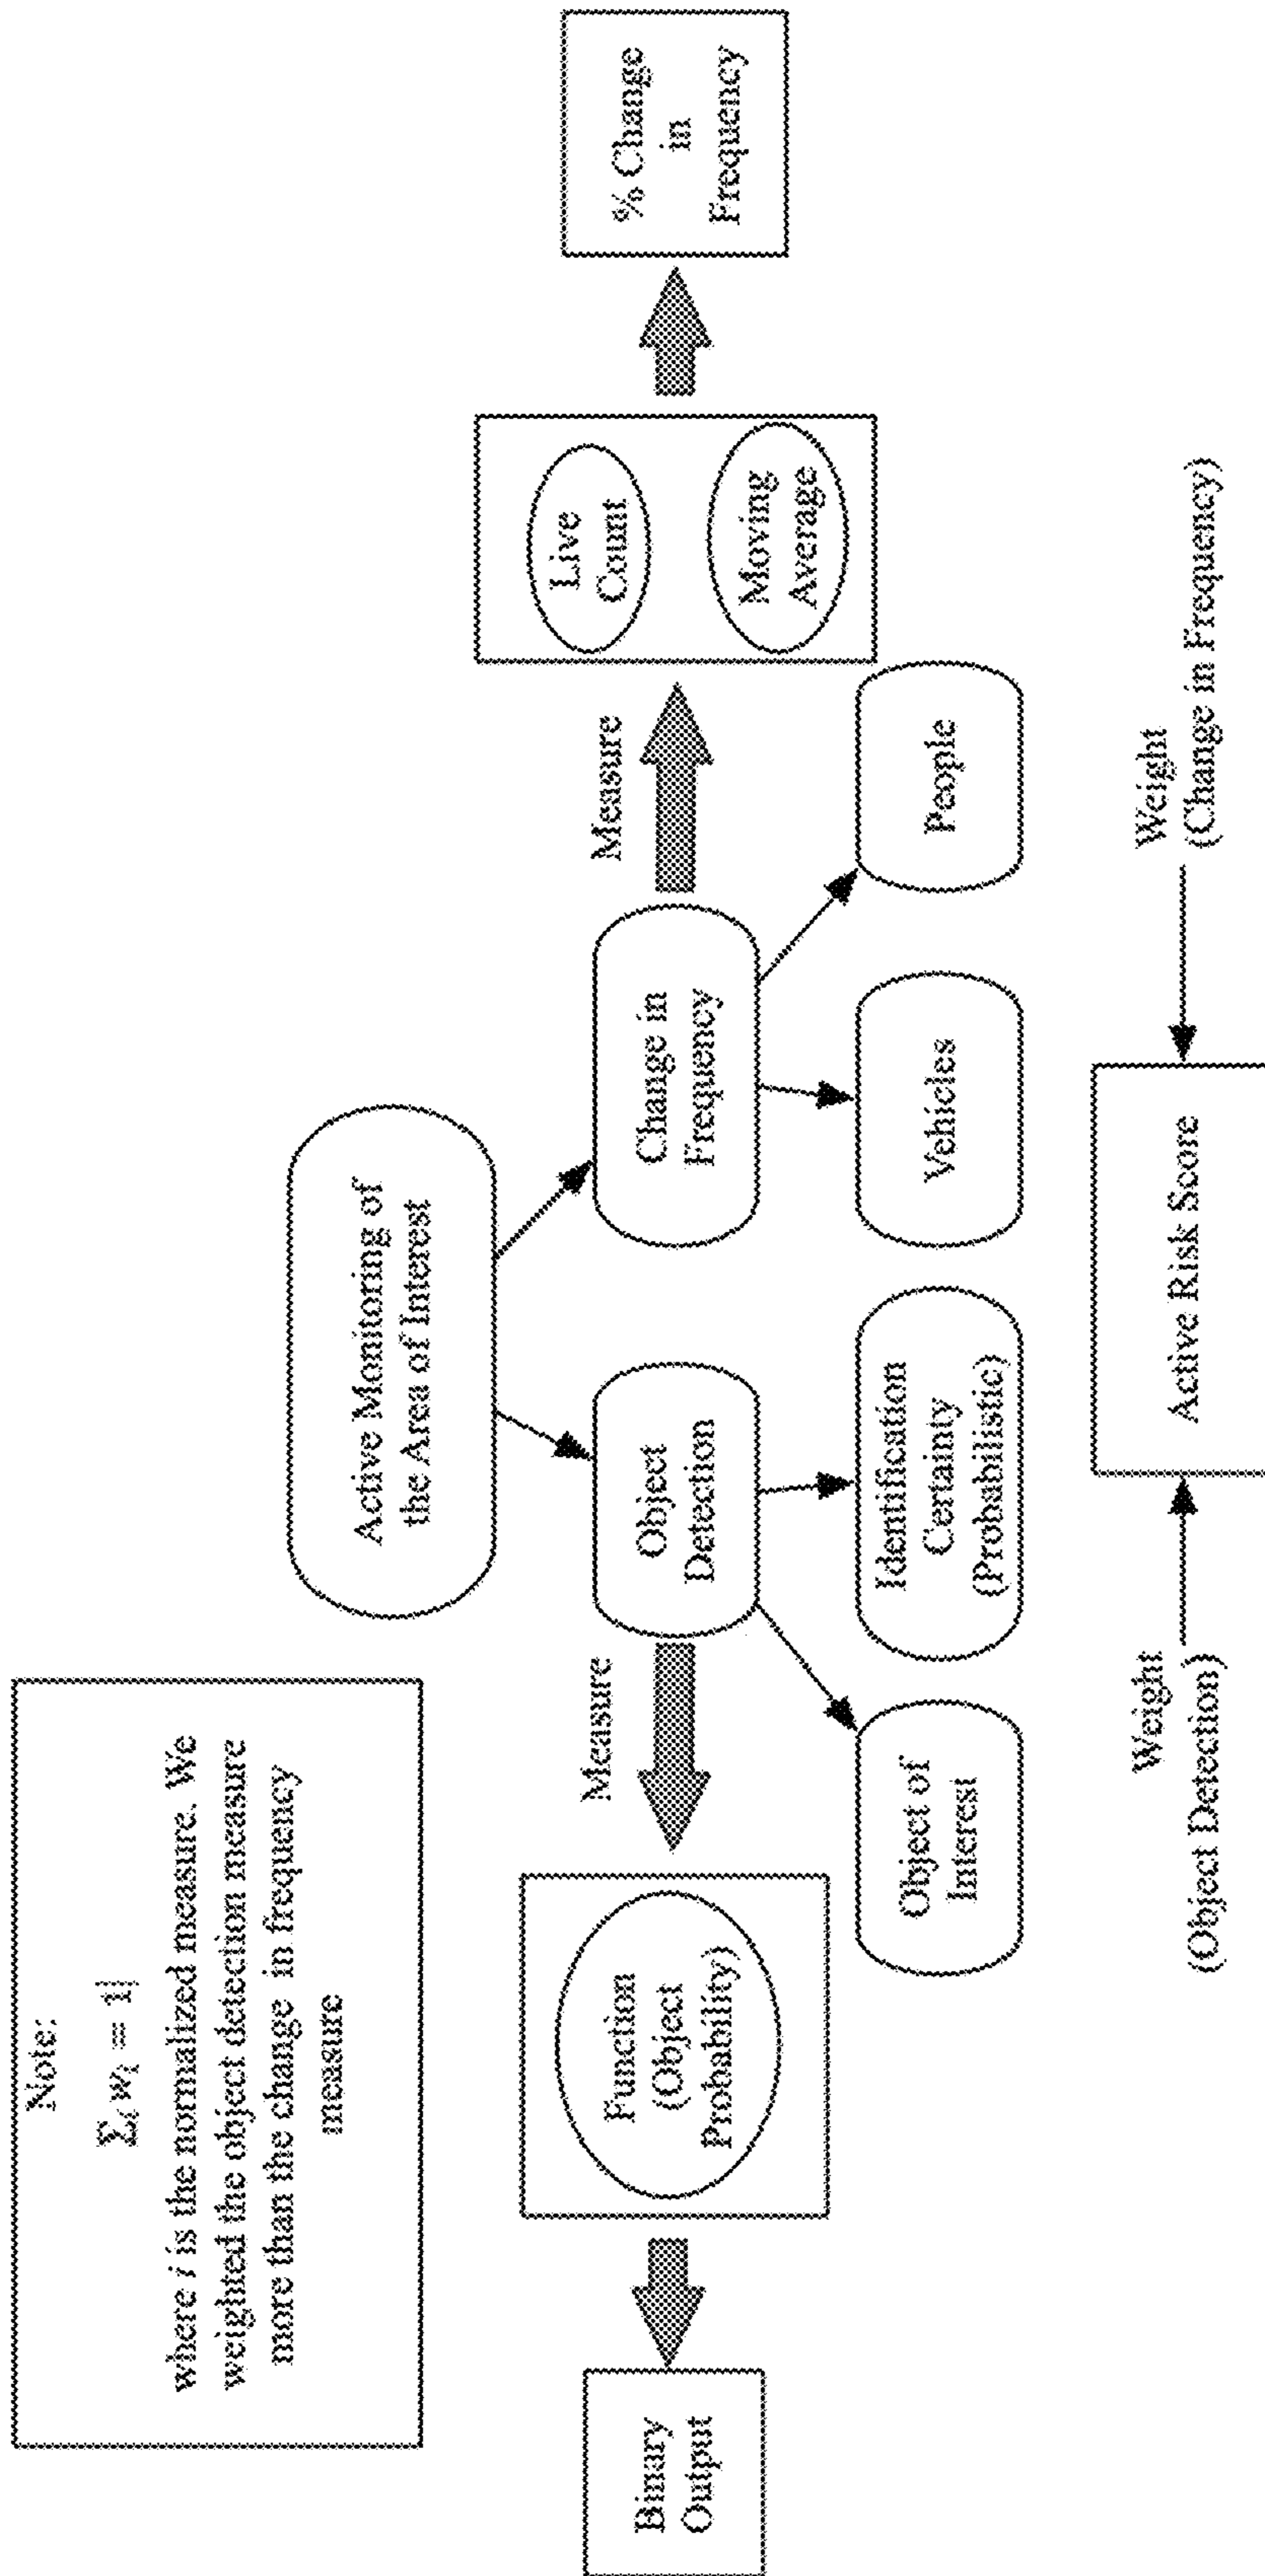 Note:
Σᵢ wᵢ = 1|
where i is the normalized measure. We
weighted the object detection measure
more than the change in frequency
measure
Active Monitoring of
the Area of Interest
Binary
Output
Function
(Object
Probability)
Measure
Object
Detection
Change in
Frequency
Measure
Live
Count
Moving
Average
% Change
in
Frequency
Object of
Interest
Identification
Certainty
(Probabilistic)
Vehicles
People
Weight
(Object Detection)
Active Risk Score
Weight
(Change in Frequency)